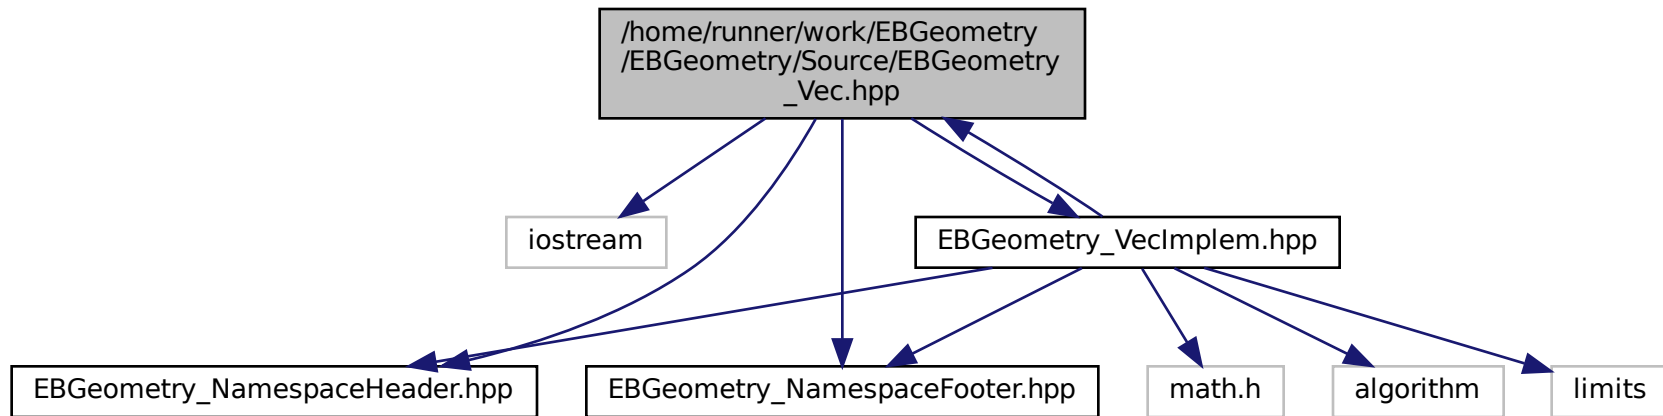 /home/runner/work/EBGeometry
/EBGeometry/Source/EBGeometry
_Vec.hpp
iostream
EBGeometry_VecImplem.hpp
EBGeometry_NamespaceHeader.hpp
EBGeometry_NamespaceFooter.hpp
math.h
algorithm
limits